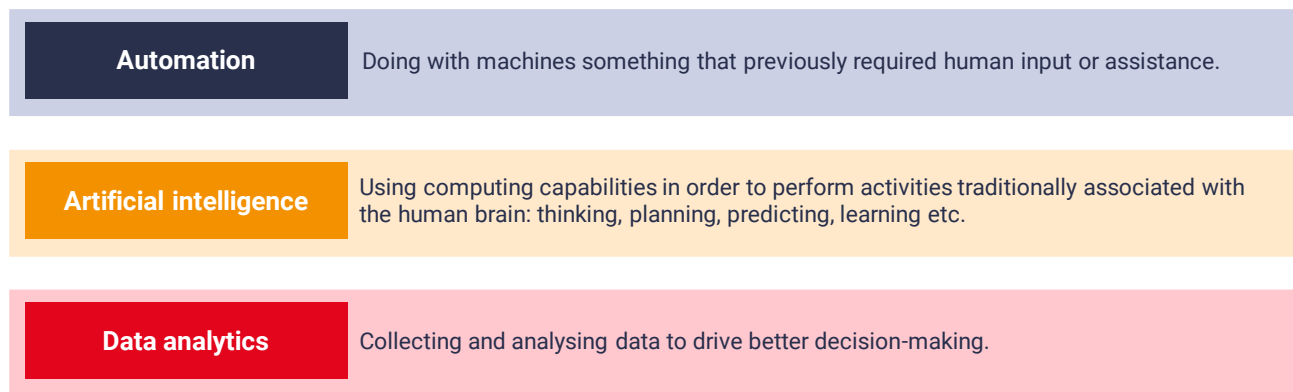 Automation
Doing with machines something that previously required human input or assistance.
Artificial intelligence
Using computing capabilities in order to perform activities traditionally associated with
the human brain: thinking, planning, predicting, learning etc.
Data analytics
Collecting and analysing data to drive better decision-making.